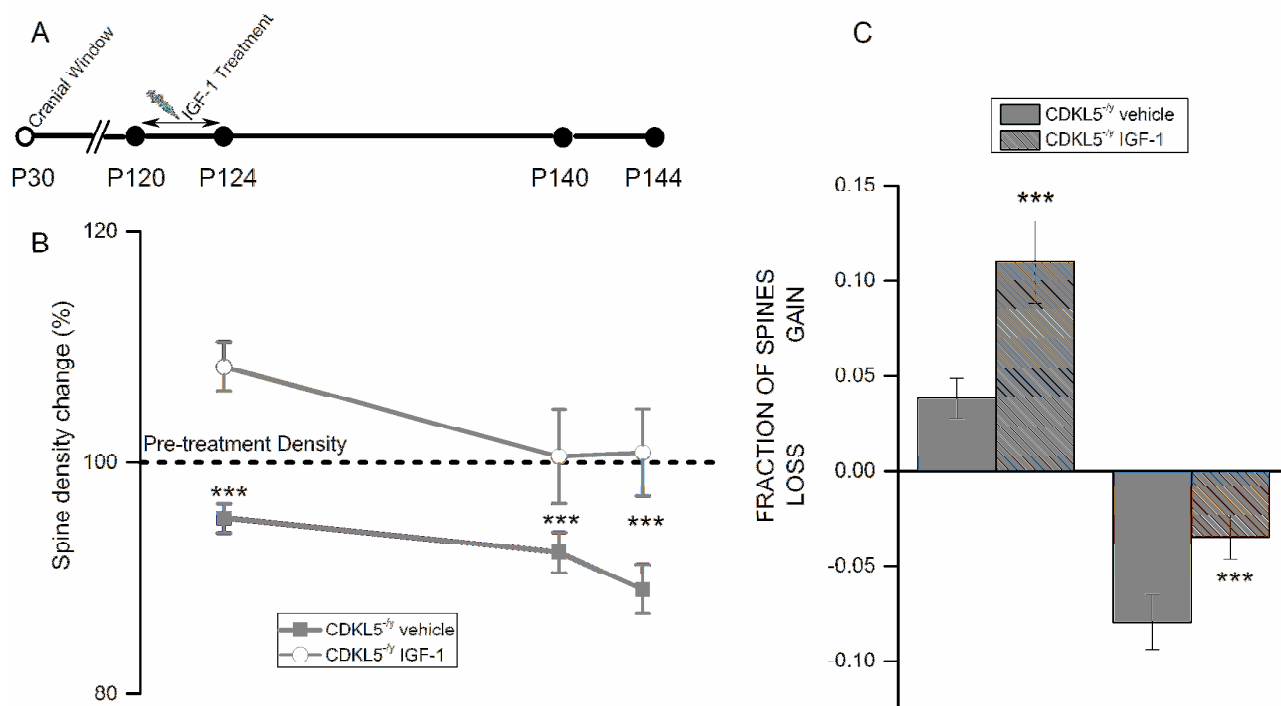 A
Cranial Window
IGF-1 Treatment
P30
P120
P124
P140
P144
B
120
100
80
Spine density change (%)
Pre-treatment Density
***
***
***
CDKL5-/y vehicle
CDKL5-/y IGF-1
C
CDKL5-/y vehicle
CDKL5-/y IGF-1
0.15
0.10
0.05
0.00
-0.05
-0.10
FRACTION OF SPINES
LOSS GAIN
***
***